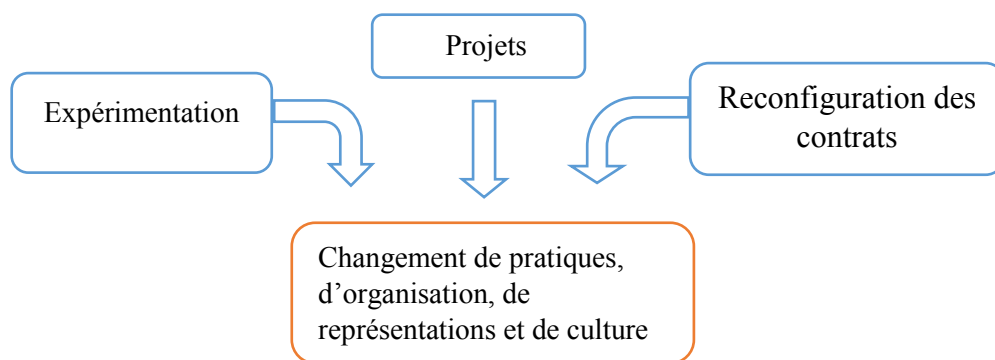 Projets
Expérimentation
Reconfiguration des
contrats
Changement de pratiques,
d’organisation, de
représentations et de culture